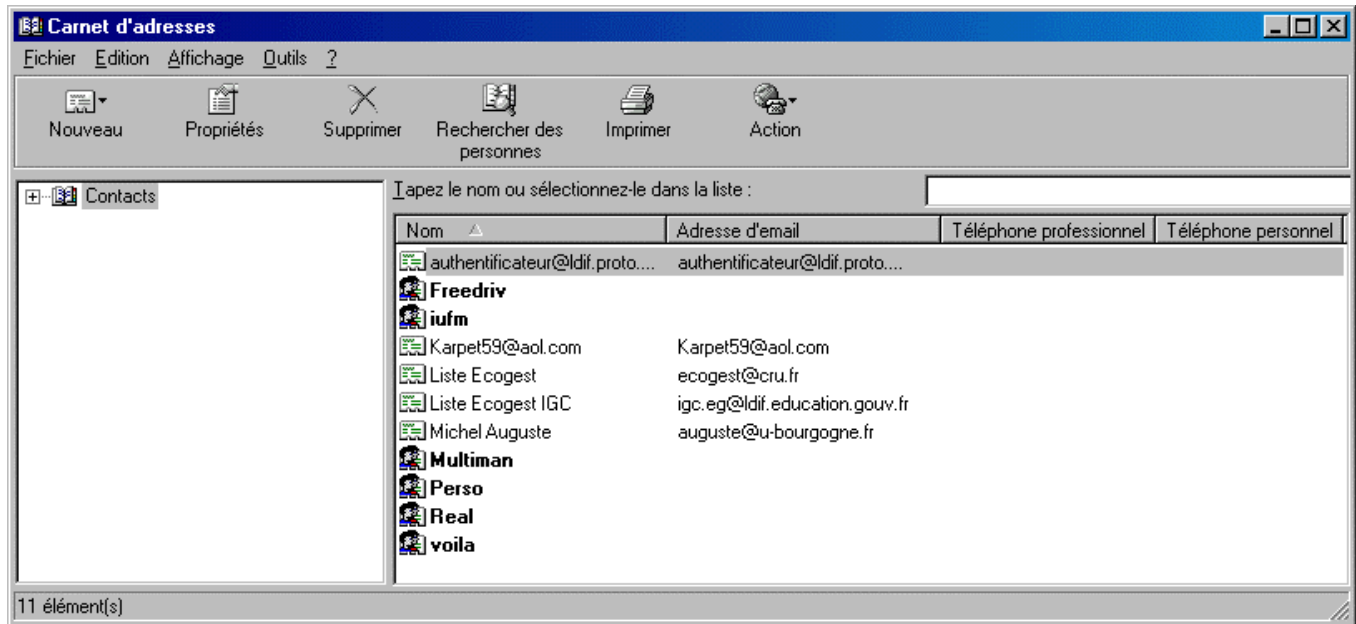 Carnet d'adresses
Fichier Edition Affichage Outils ?
Nouveau Propriétés Supprimer Rechercher des personnes Imprimer Action
Contacts
Tapez le nom ou sélectionnez-le dans la liste :
Nom Adresse d'email Téléphone professionnel Téléphone personnel
authentificateur@ldif.proto.... authentificateur@ldif.proto....
Freedriv
iufm
Karpet59@aol.com Karpet59@aol.com
Liste Ecogest ecogest@cru.fr
Liste Ecogest IGC igc.eg@ldif.education.gouv.fr
Michel Auguste auguste@u-bourgogne.fr
Multiman
Perso
Real
voila
11 élément(s)